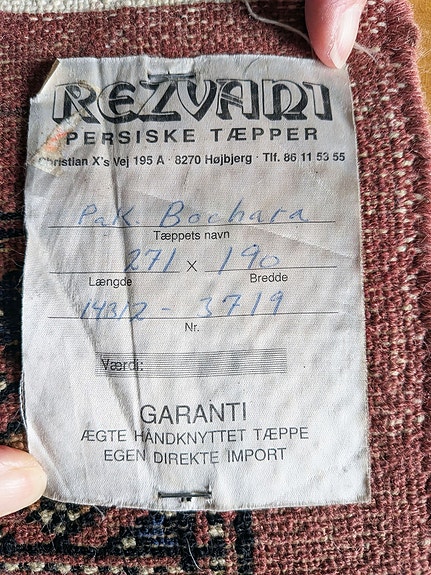 REZVANI
PERSISKE TÆPPER
Christian X's Vej 195 A · 8270 Højbjerg · Tlf. 86 11 53 55
Pak. Bochara
Tæppets navn
271 x 190
Længde Bredde
14312 - 3719
Nr.
Værdi:
GARANTI
ÆGTE HÅNDKNYTTET TÆPPE
EGEN DIREKTE IMPORT